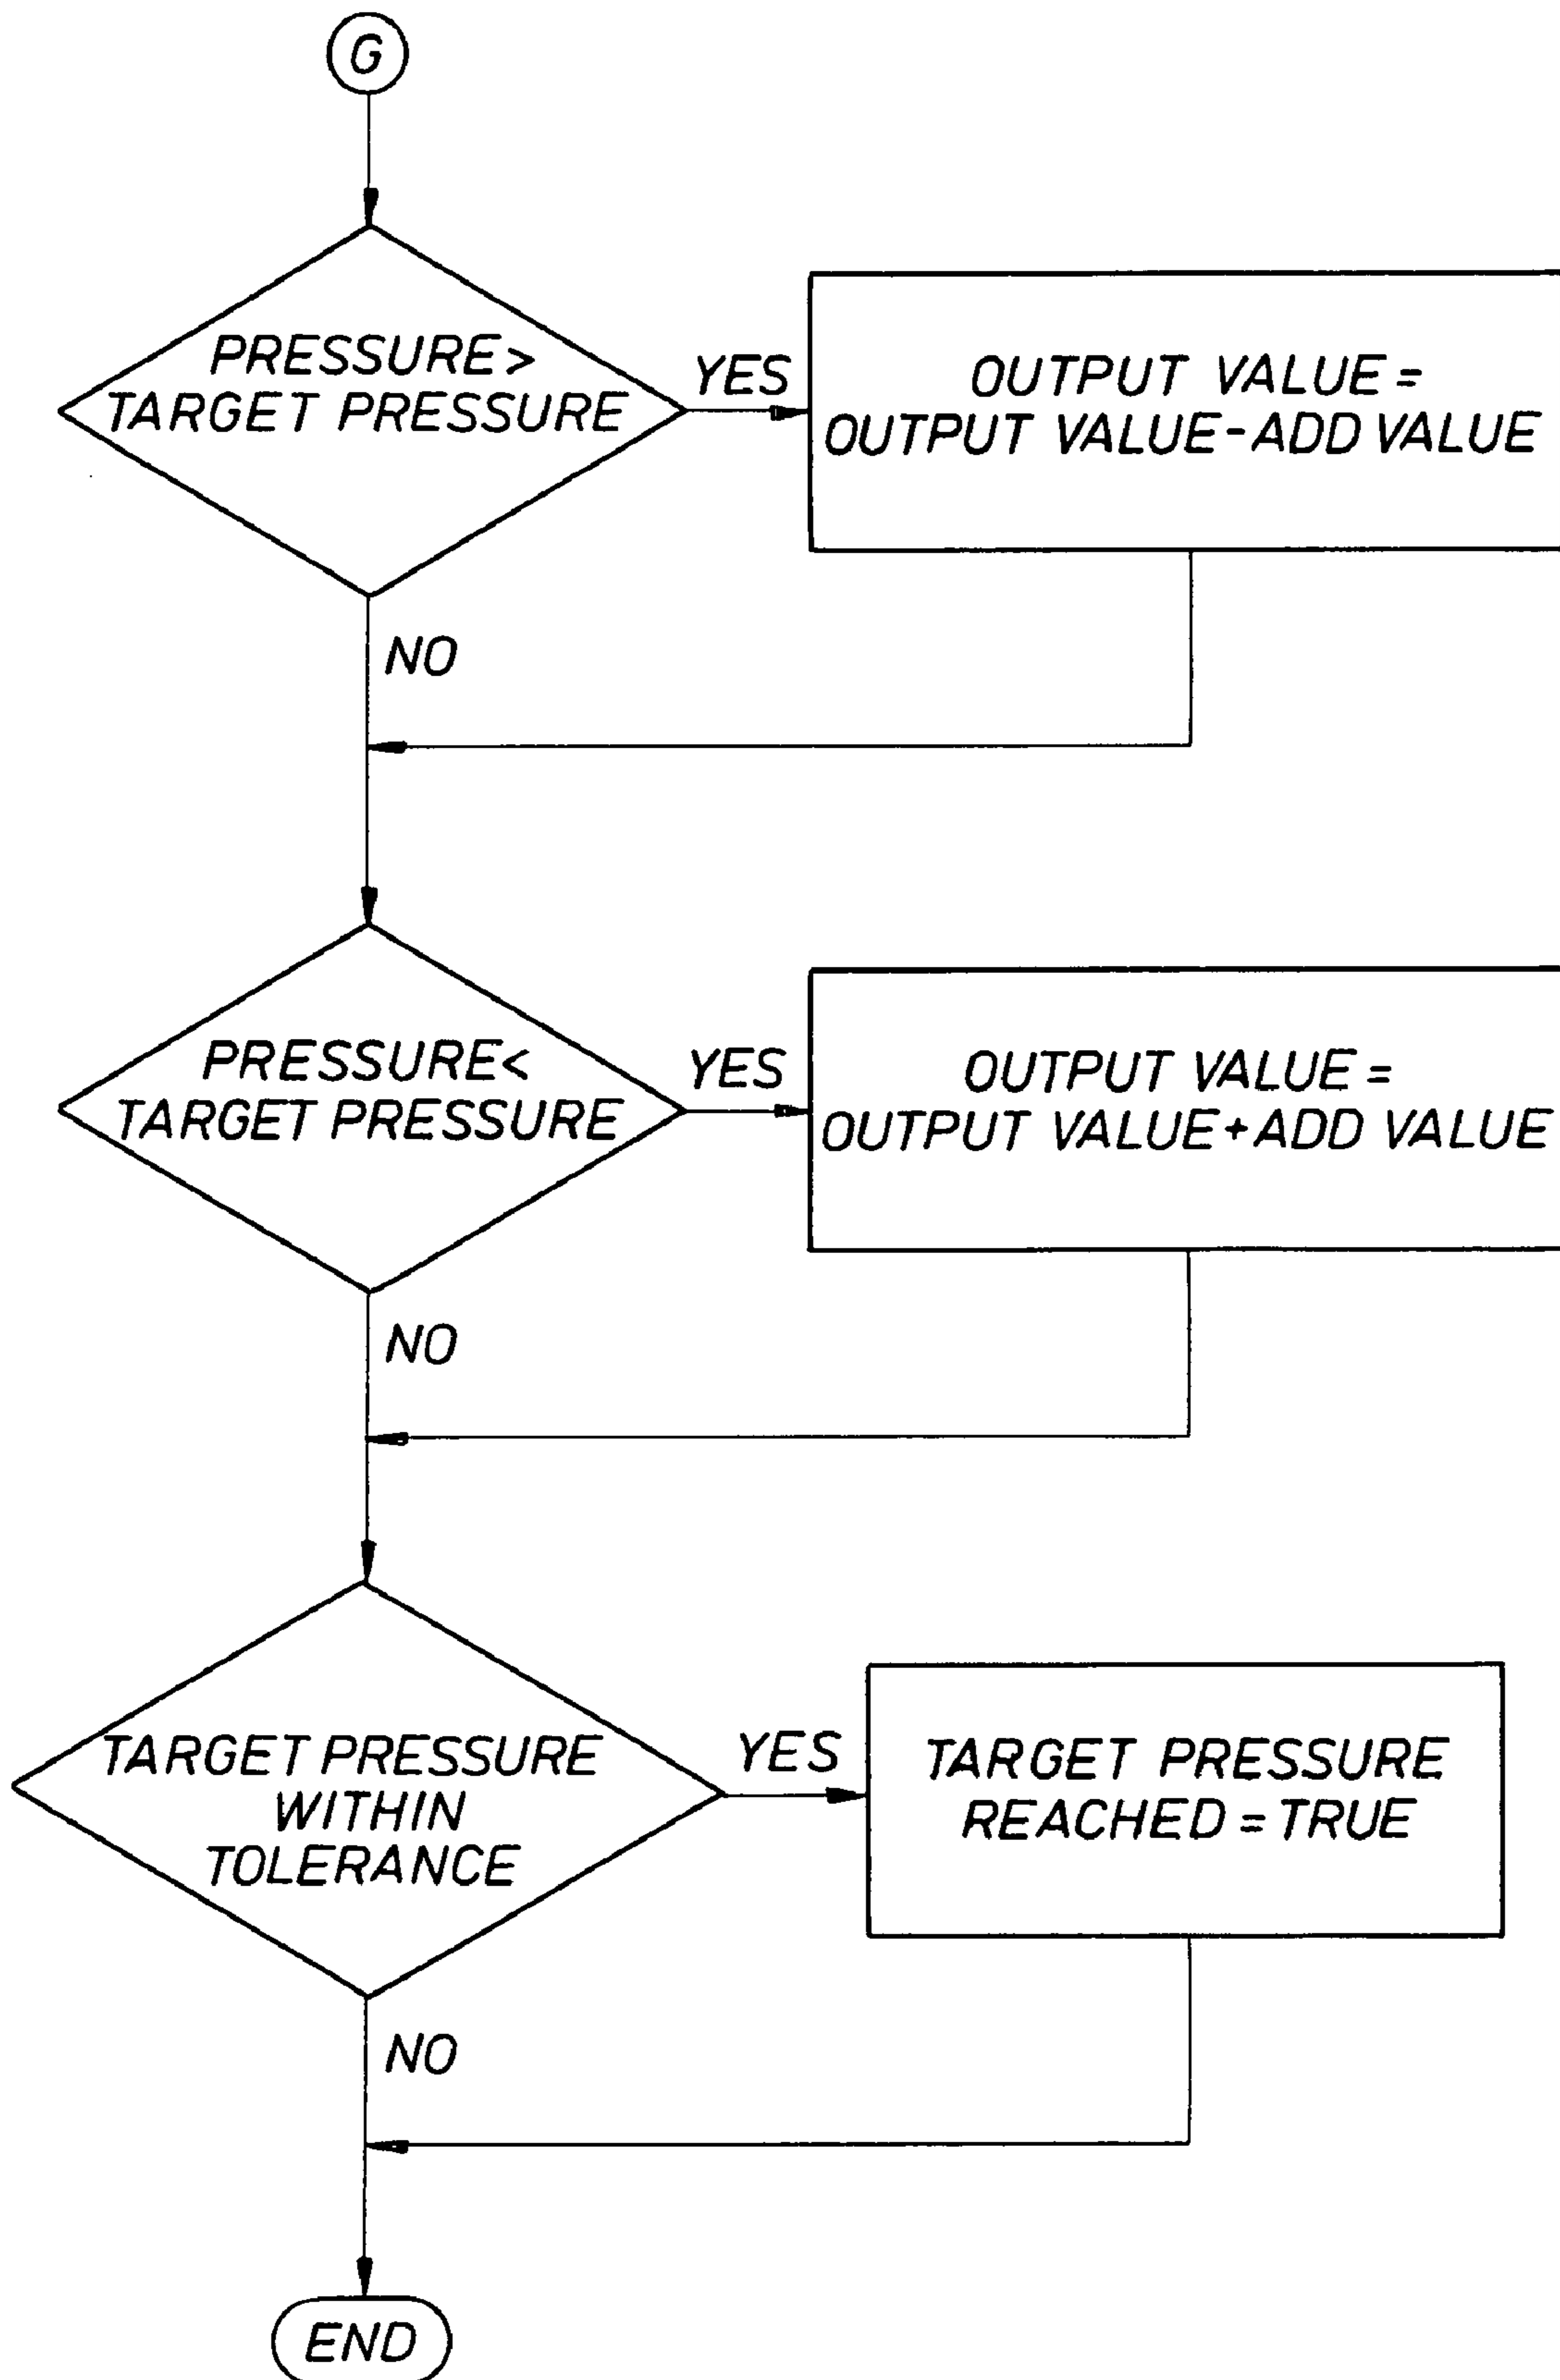 G
PRESSURE>
TARGET PRESSURE
YES
OUTPUT VALUE=
OUTPUT VALUE-ADD VALUE
NO
PRESSURE<
TARGET PRESSURE
YES
OUTPUT VALUE=
OUTPUT VALUE+ADD VALUE
NO
TARGET PRESSURE
WITHIN
TOLERANCE
YES
TARGET PRESSURE
REACHED=TRUE
NO
END